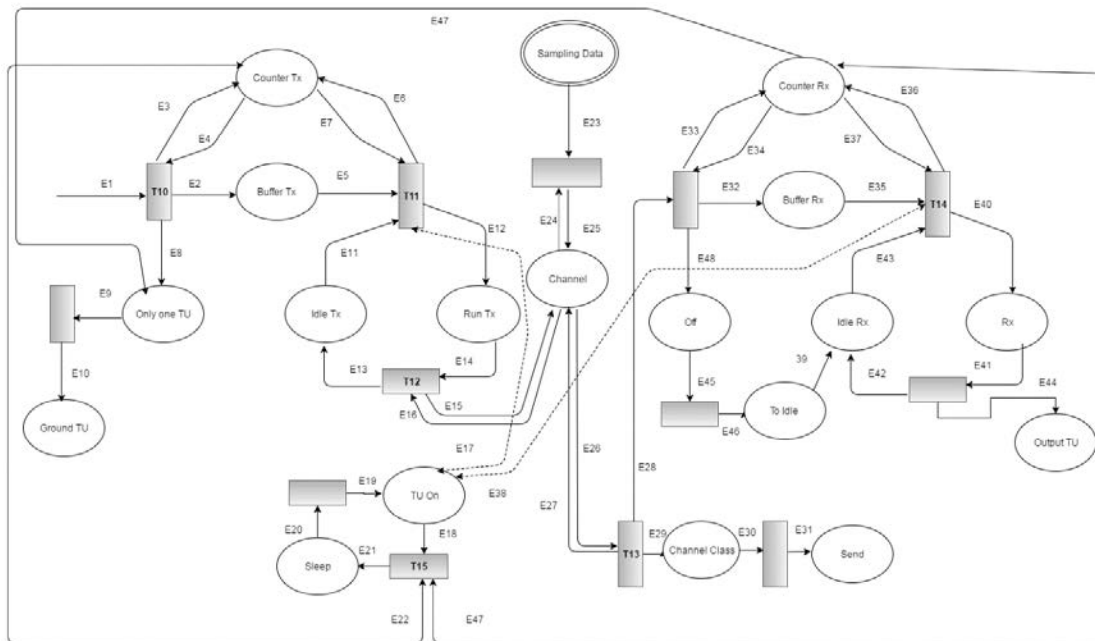 E47
Sampling Data
Counter Tx
Counter Rx
E3
E4
E7
E6
E23
E33
E34
E37
E36
E1
T10
E2
Buffer Tx
E5
T11
E32
Buffer Rx
E35
T14
E40
E8
E11
E12
E24
E25
E48
E43
Channel
E9
Only one TU
Idle Tx
Run Tx
Off
Idle Rx
Rx
E10
E13
E14
T12
E15
E16
39
E42
E41
E44
E45
To Idle
E46
Ground TU
Output TU
E17
E26
E28
E38
E27
E19
TU On
E20
E18
E21
Sleep
T15
T13
E29
Channel Class
E30
E31
Send
E22
E47